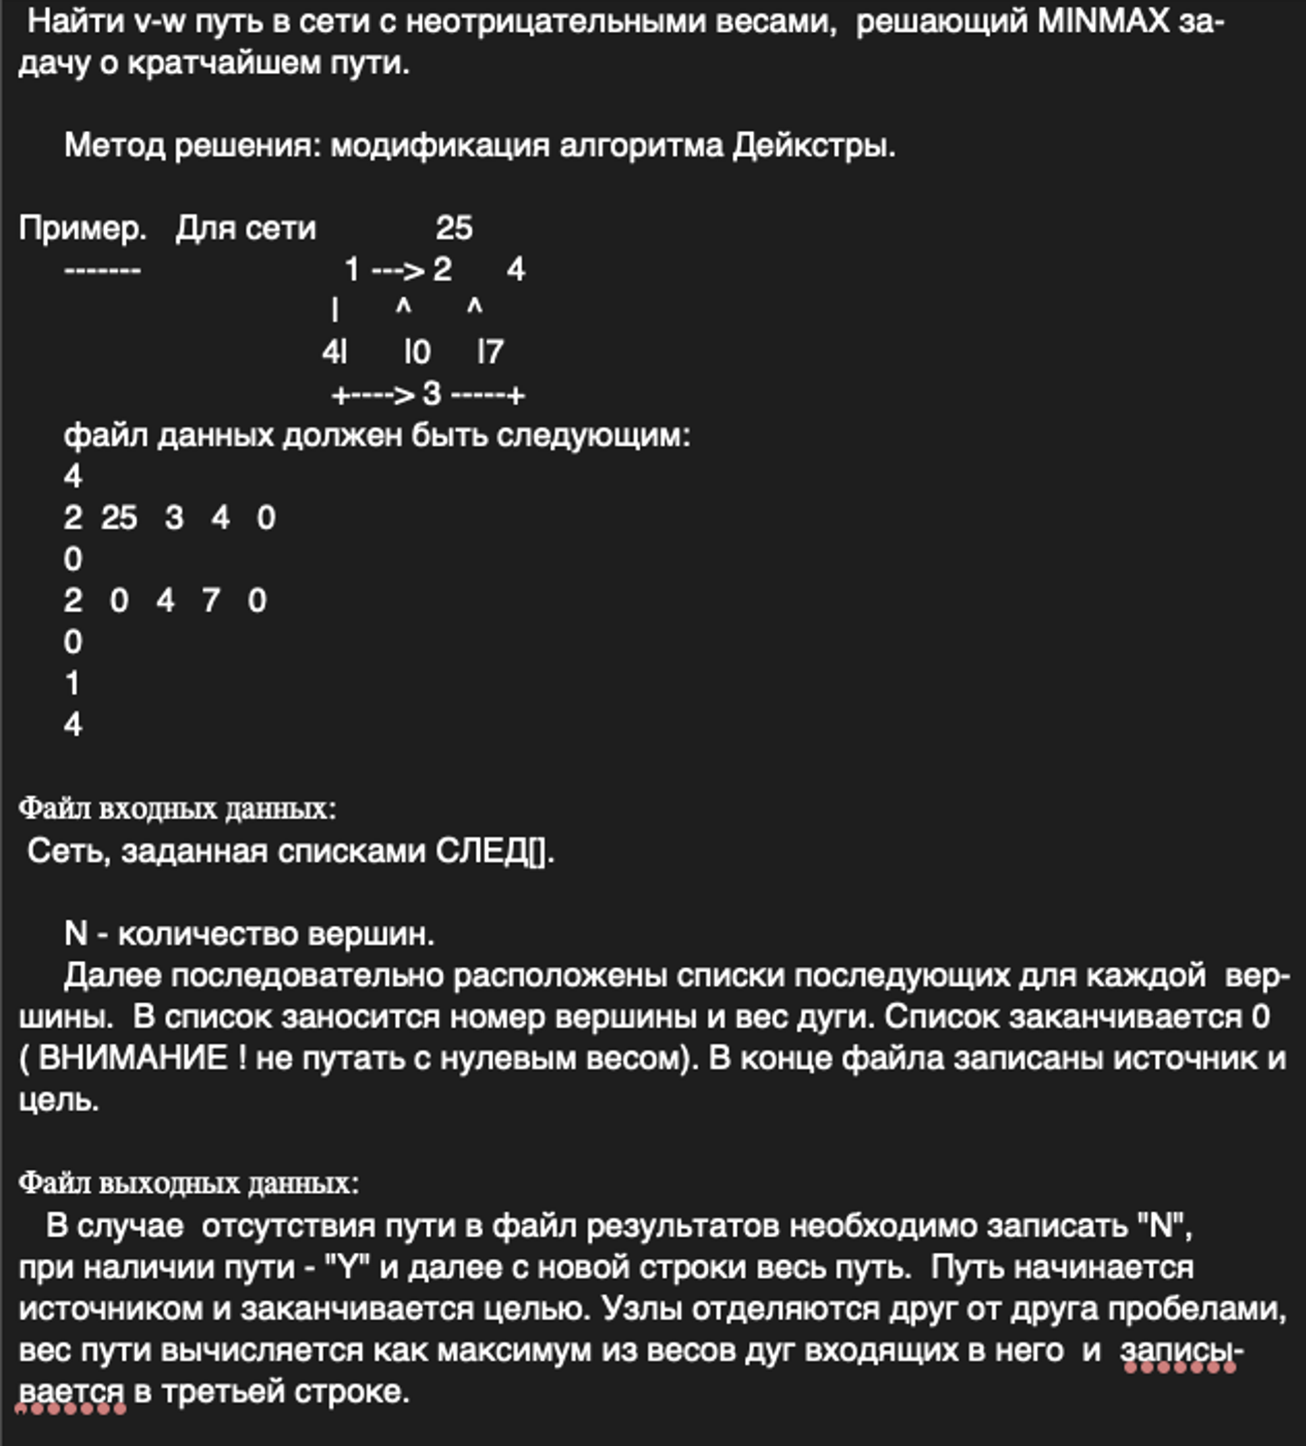 Найти v-w путь в сети с неотрицательными весами,  решающий MINMAX за-
дачу о кратчайшем пути.
Метод решения: модификация алгоритма Дейкстры.
Пример.   Для сети              25
-------                         1 ---> 2      4
|      ^      ^
4|      |0     |7
+----> 3 -----+
файл данных должен быть следующим:
4
2  25   3   4   0
0
2   0   4   7   0
0
1
4
Файл входных данных:
Сеть, заданная списками СЛЕД[].
N - количество вершин.
Далее последовательно расположены списки последующих для каждой  вер-
шины.  В список заносится номер вершины и вес дуги. Список заканчивается 0
( ВНИМАНИЕ ! не путать с нулевым весом). В конце файла записаны источник и
цель.
Файл выходных данных:
В случае  отсутствия пути в файл результатов необходимо записать "N",
при наличии пути - "Y" и далее с новой строки весь путь.  Путь начинается
источником и заканчивается целью. Узлы отделяются друг от друга пробелами,
вес пути вычисляется как максимум из весов дуг входящих в него  и  записы-
вается в третьей строке.